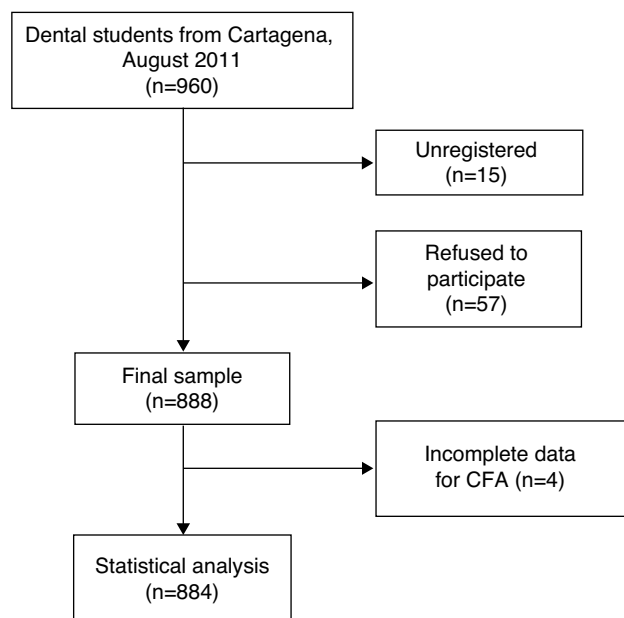 Dental students from Cartagena,
August 2011
(n=960)
Unregistered
(n=15)
Refused to
participate
(n=57)
Final sample
(n=888)
Incomplete data
for CFA (n=4)
Statistical analysis
(n=884)